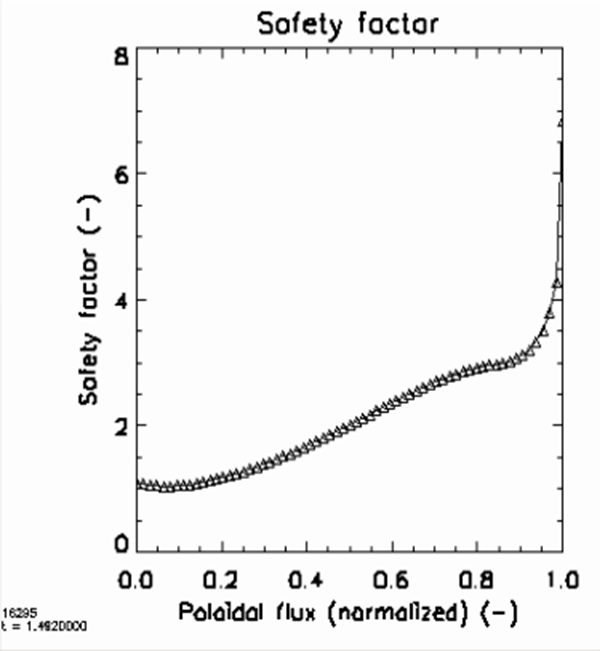 Safety factor
8
6
4
2
0
Safety factor (-)
0.0 0.2 0.4 0.6 0.8 1.0
Poloidal flux (normalized) (-)
16295
t = 1.4920000